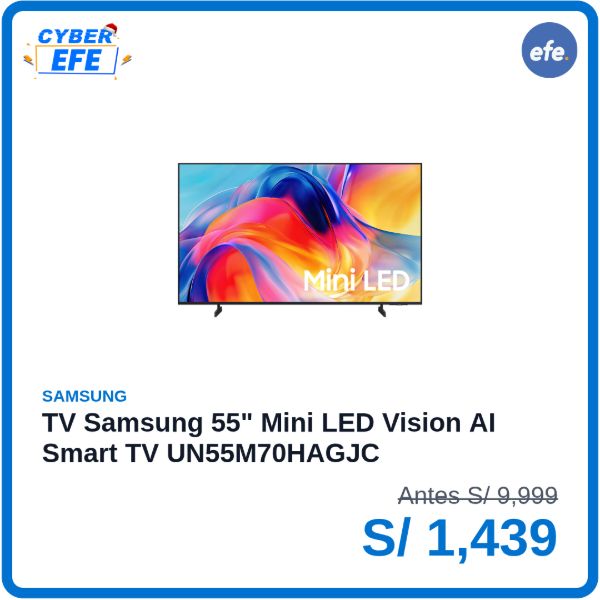 CYBER
EFE
efe.
Mini LED
SAMSUNG
TV Samsung 55" Mini LED Vision AI
Smart TV UN55M70HAGJC
Antes S/ 9,999
S/ 1,439